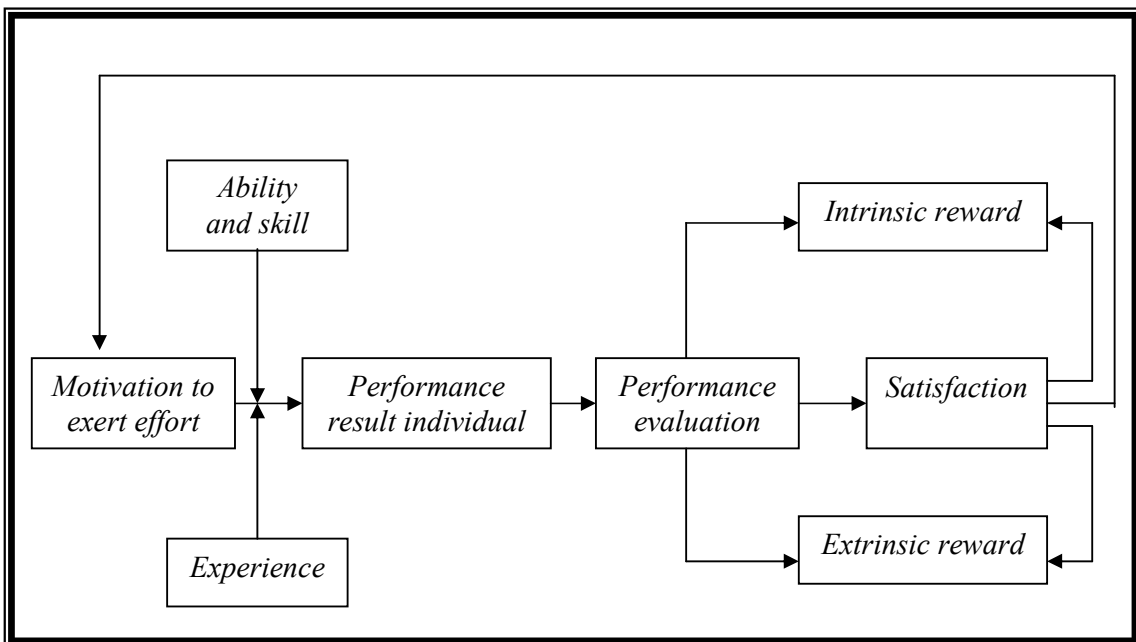 Ability
and skill
Intrinsic reward
Motivation to
exert effort
Performance
result individual
Performance
evaluation
Satisfaction
Experience
Extrinsic reward